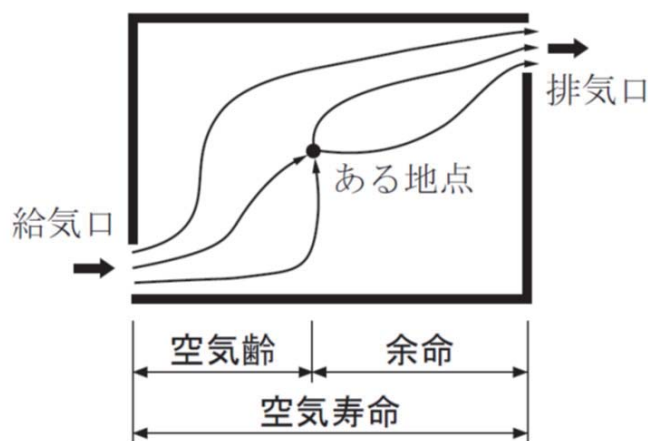 排気口
ある地点
給気口
空気齢
余命
空気寿命